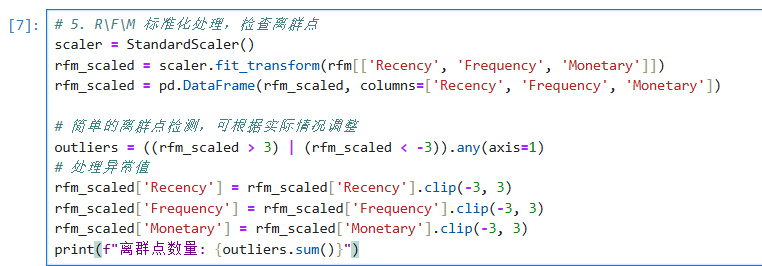 [7]:
# 5. R\F\M 标准化处理，检查离群点
scaler = StandardScaler()
rfm_scaled = scaler.fit_transform(rfm[['Recency', 'Frequency', 'Monetary']])
rfm_scaled = pd.DataFrame(rfm_scaled, columns=['Recency', 'Frequency', 'Monetary'])
# 简单的离群点检测，可根据实际情况调整
outliers = ((rfm_scaled > 3) | (rfm_scaled < -3)).any(axis=1)
# 处理异常值
rfm_scaled['Recency'] = rfm_scaled['Recency'].clip(-3, 3)
rfm_scaled['Frequency'] = rfm_scaled['Frequency'].clip(-3, 3)
rfm_scaled['Monetary'] = rfm_scaled['Monetary'].clip(-3, 3)
print(f"离群点数量: {outliers.sum()}")